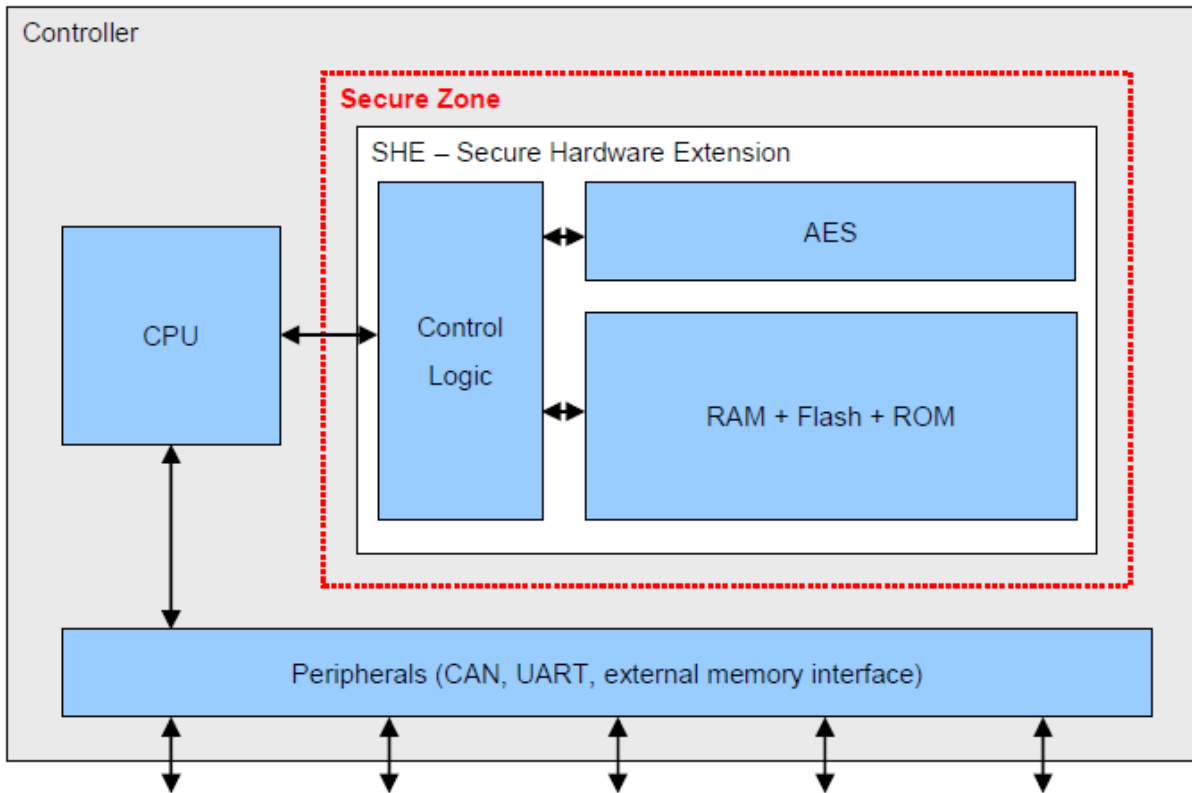 Controller
Secure Zone
SHE – Secure Hardware Extension
AES
CPU
Control
Logic
RAM + Flash + ROM
Peripherals (CAN, UART, external memory interface)